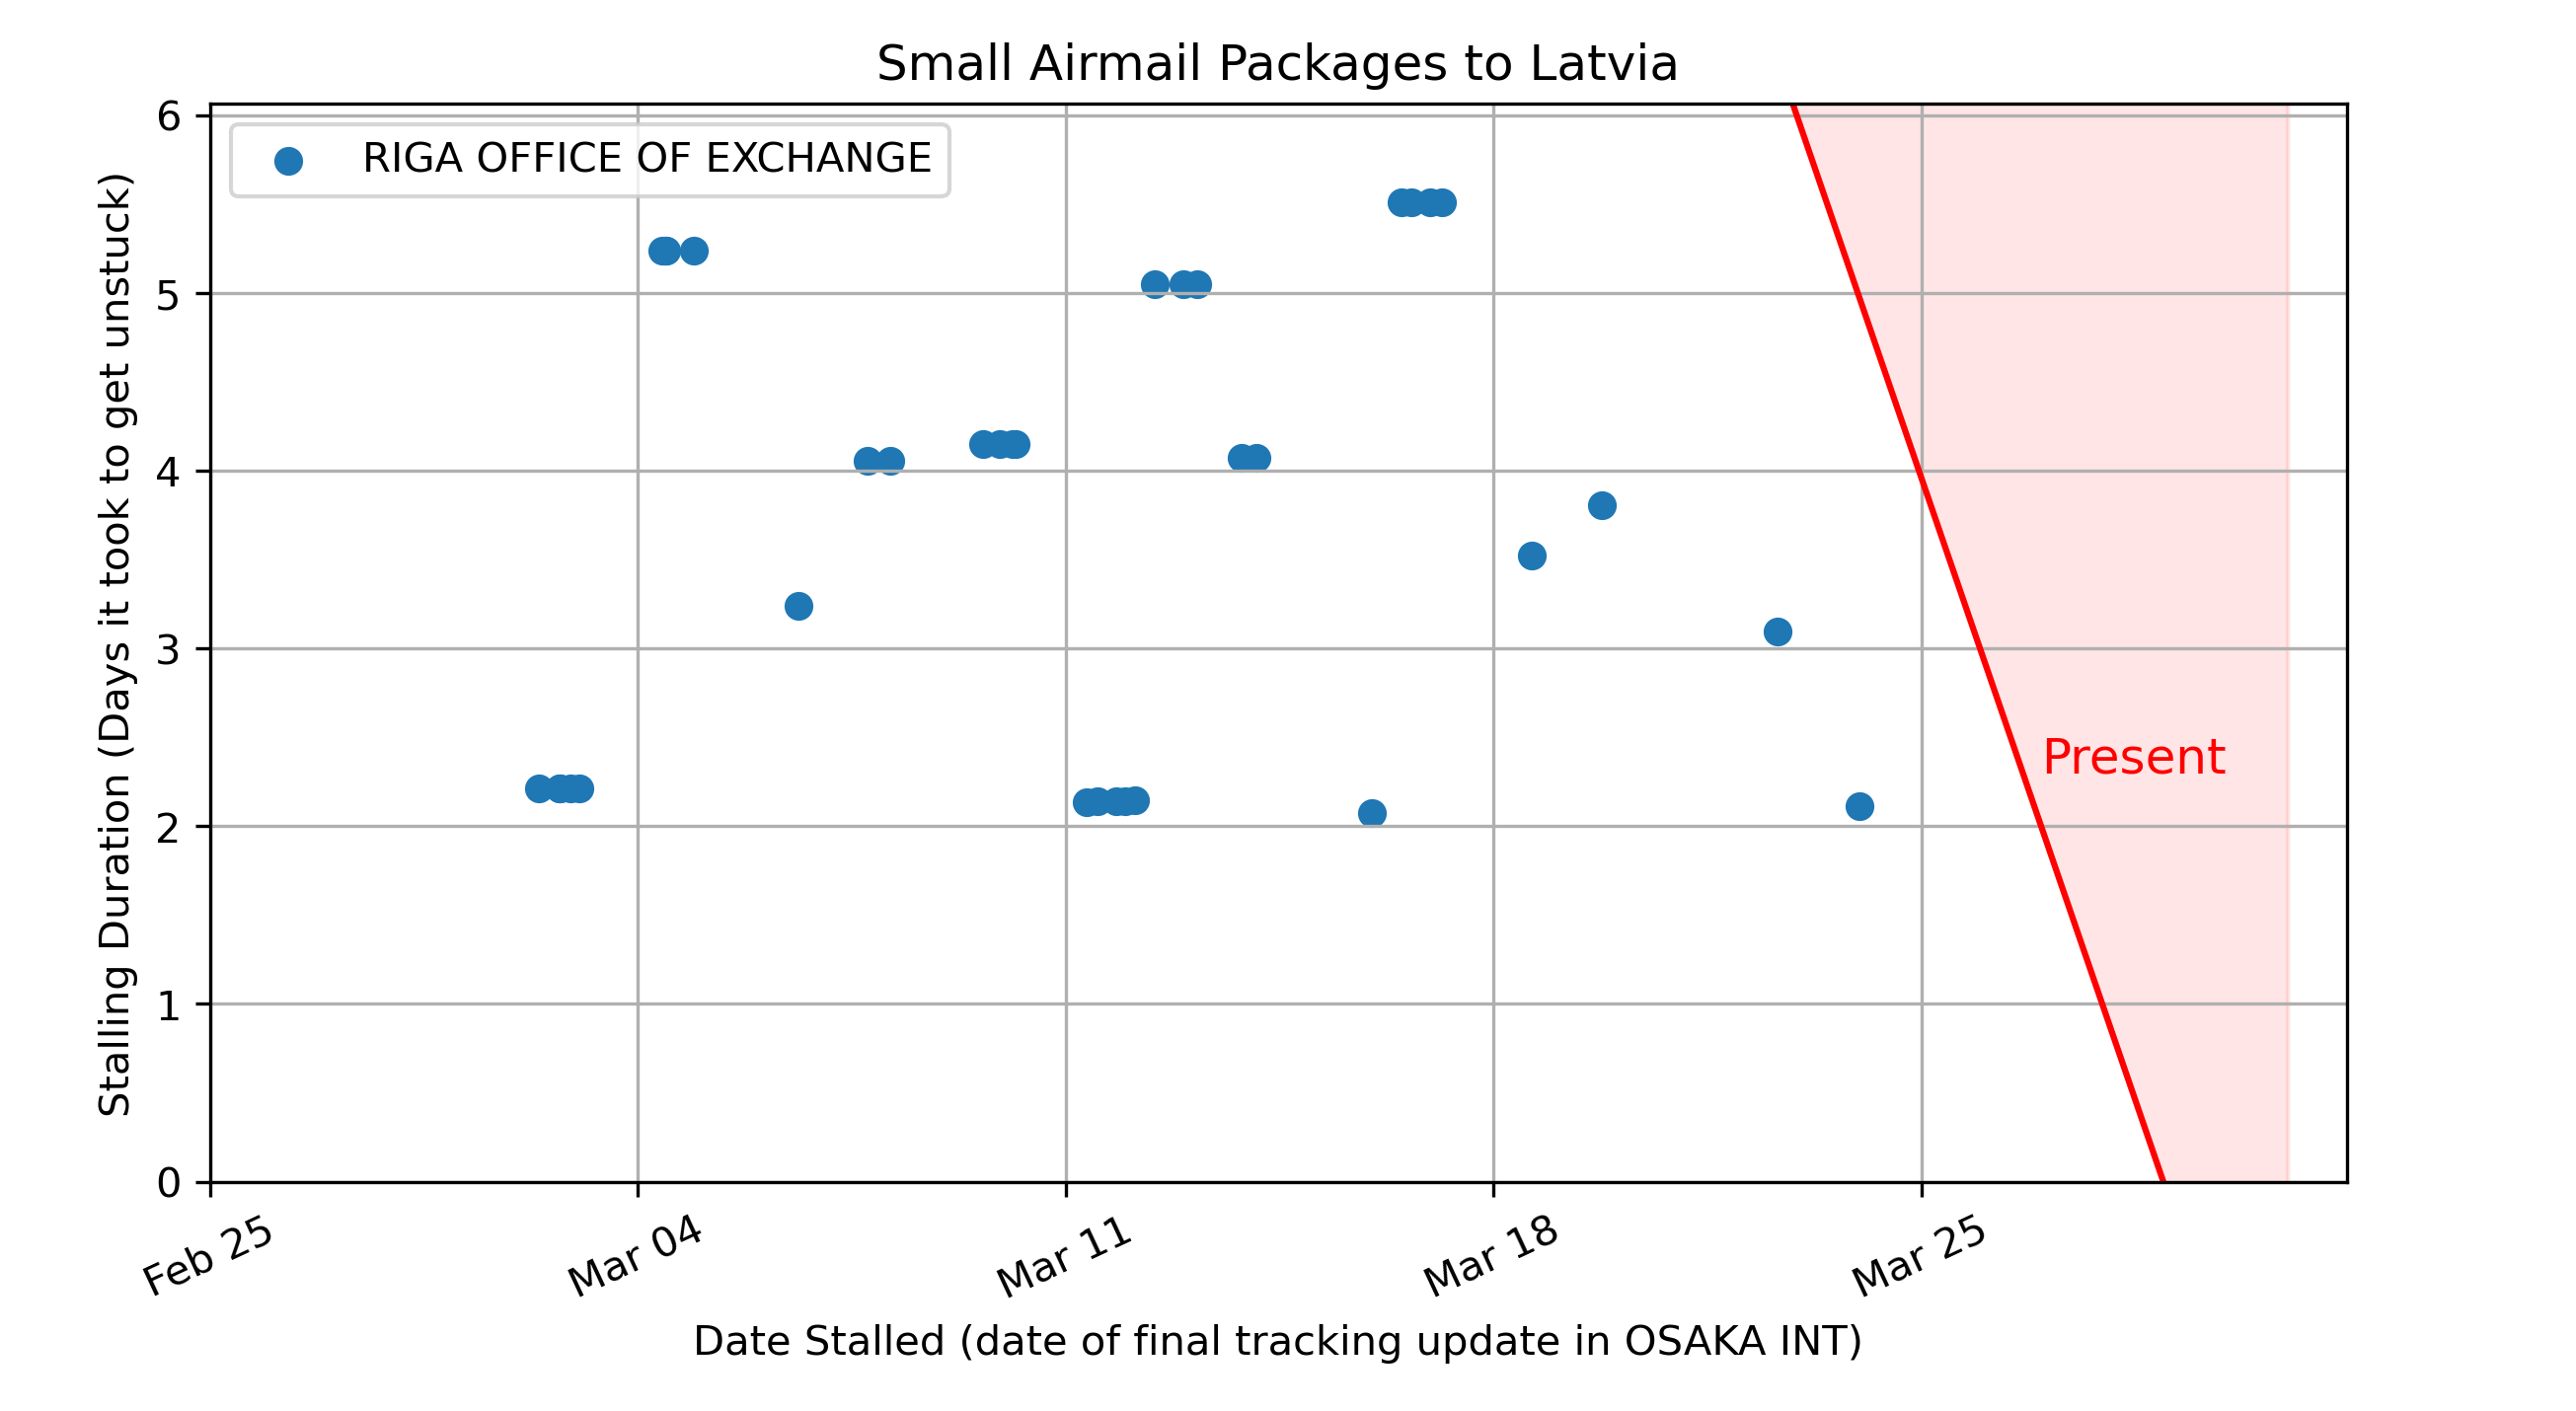 Small Airmail Packages to Latvia
RIGA OFFICE OF EXCHANGE
Stalling Duration (Days it took to get unstuck)
6
5
4
3
2
1
0
Present
Feb 25
Mar 04
Mar 11
Mar 18
Mar 25
Date Stalled (date of final tracking update in OSAKA INT)